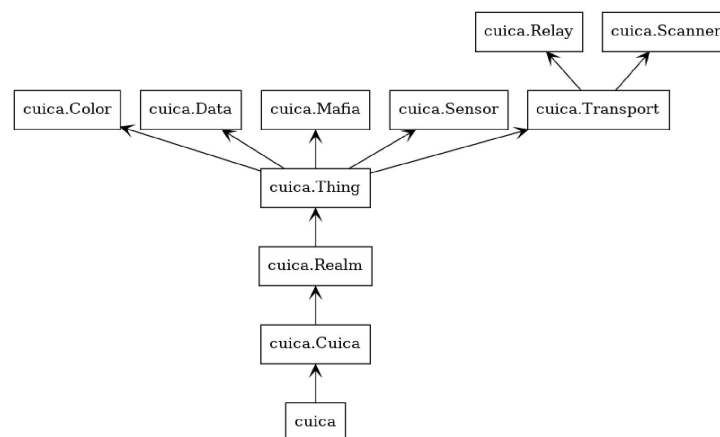 cuica.Relay
cuica.Scanner
cuica.Color
cuica.Data
cuica.Mafia
cuica.Sensor
cuica.Transport
cuica.Thing
cuica.Realm
cuica.Cuica
cuica